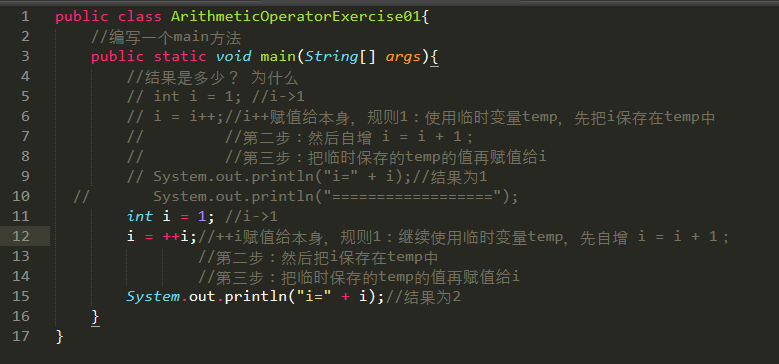 1 public class ArithmeticOperatorExercise01{
2 //编写一个main方法
3 public static void main(String[] args){
4 //结果是多少? 为什么
5 // int i = 1; //i->1
6 // i = i++;//i++赋值给本身，规则1：使用临时变量temp，先把i保存在temp中
7 // //第二步：然后自增 i = i + 1；
8 // //第三步：把临时保存的temp的值再赋值给i
9 // System.out.println("i=" + i);//结果为1
10 // System.out.println("==================");
11 int i = 1; //i->1
12 i = ++i;//++i赋值给本身，规则1：继续使用临时变量temp，先自增 i = i + 1；
13 //第二步：然后把i保存在temp中
14 //第三步：把临时保存的temp的值再赋值给i
15 System.out.println("i=" + i);//结果为2
16 }
17 }